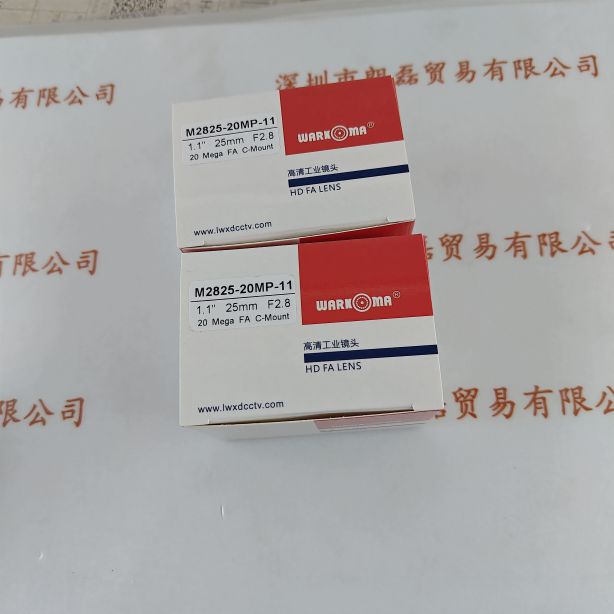 深圳市朗磊贸易有限公司
易有限公司
磊贸易有限公司
易有限公司
磊贸易有限公司
限公司
M2825-20MP-11
1.1" 25mm F2.8
20 Mega FA C-Mount
WARKOMA®
高清工业镜头
HD FA LENS
www.lwxdcctv.com
M2825-20MP-11
1.1" 25mm F2.8
20 Mega FA C-Mount
WARKOMA®
高清工业镜头
HD FA LENS
www.lwxdcctv.com